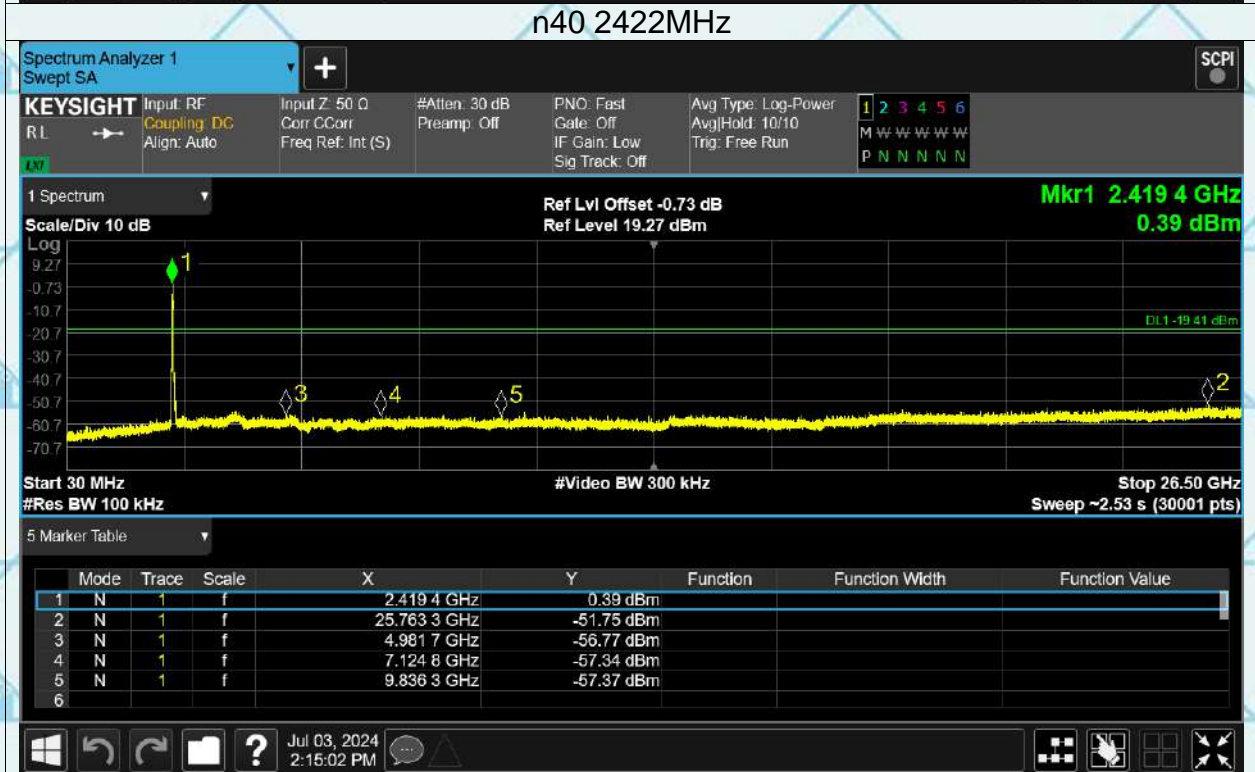 n40 2422MHz
Spectrum Analyzer 1
Swept SA
+
SCPI
KEYSIGHT Input: RF Input Z: 50 Ω #Atten: 30 dB PNO: Fast Avg Type: Log-Power 1 2 3 4 5 6
RL Coupling: DC Corr CCorr Preamp: Off Gate: Off Avg|Hold: 10/10 M W W W W W
Align: Auto Freq Ref: Int (S) IF Gain: Low Trig: Free Run P N N N N N
LXI Sig Track: Off
1 Spectrum Ref Lvl Offset -0.73 dB Mkr1 2.419 4 GHz
Scale/Div 10 dB Ref Level 19.27 dBm 0.39 dBm
Log
9.27 1
-0.73
-10.7 DL1 -19.41 dBm
-20.7
-30.7
-40.7
-50.7 3 4 5 2
-60.7
-70.7
Start 30 MHz #Video BW 300 kHz Stop 26.50 GHz
#Res BW 100 kHz Sweep ~2.53 s (30001 pts)
5 Marker Table
Mode Trace Scale X Y Function Function Width Function Value
1 N 1 f 2.419 4 GHz 0.39 dBm
2 N 1 f 25.763 3 GHz -51.75 dBm
3 N 1 f 4.981 7 GHz -56.77 dBm
4 N 1 f 7.124 8 GHz -57.34 dBm
5 N 1 f 9.836 3 GHz -57.37 dBm
6
? Jul 03, 2024
2:15:02 PM